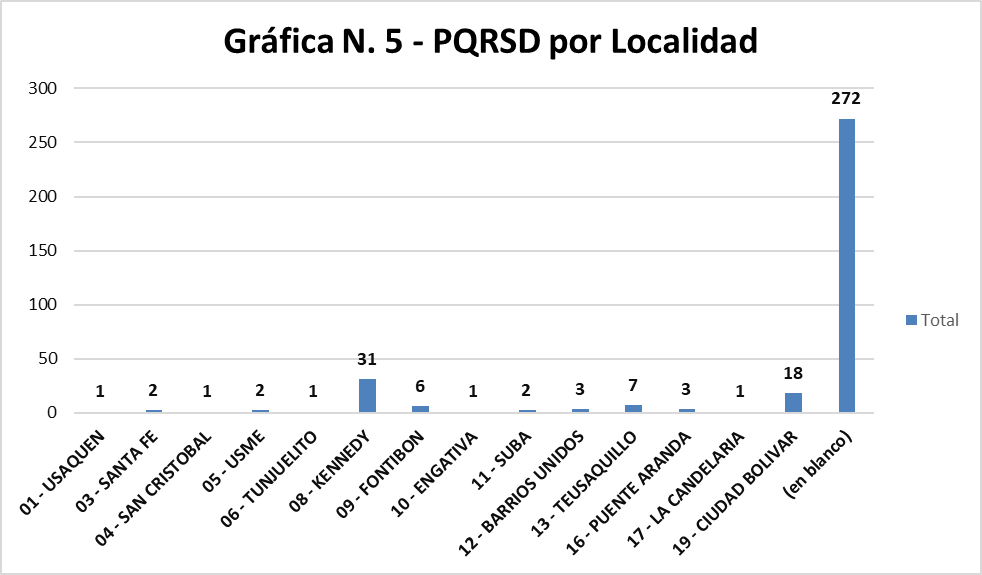 Gráfica N. 5 - PQRSD por Localidad
300
250
200
150
100
50
0
1
2
1
2
1
31
6
1
2
3
7
3
1
18
272
01 - USAQUEN
03 - SANTA FE
04 - SAN CRISTOBAL
05 - USME
06 - TUNJUELITO
08 - KENNEDY
09 - FONTIBON
10 - ENGATIVA
11 - SUBA
12 - BARRIOS UNIDOS
13 - TEUSAQUILLO
16 - PUENTE ARANDA
17 - LA CANDELARIA
19 - CIUDAD BOLIVAR
(en blanco)
Total